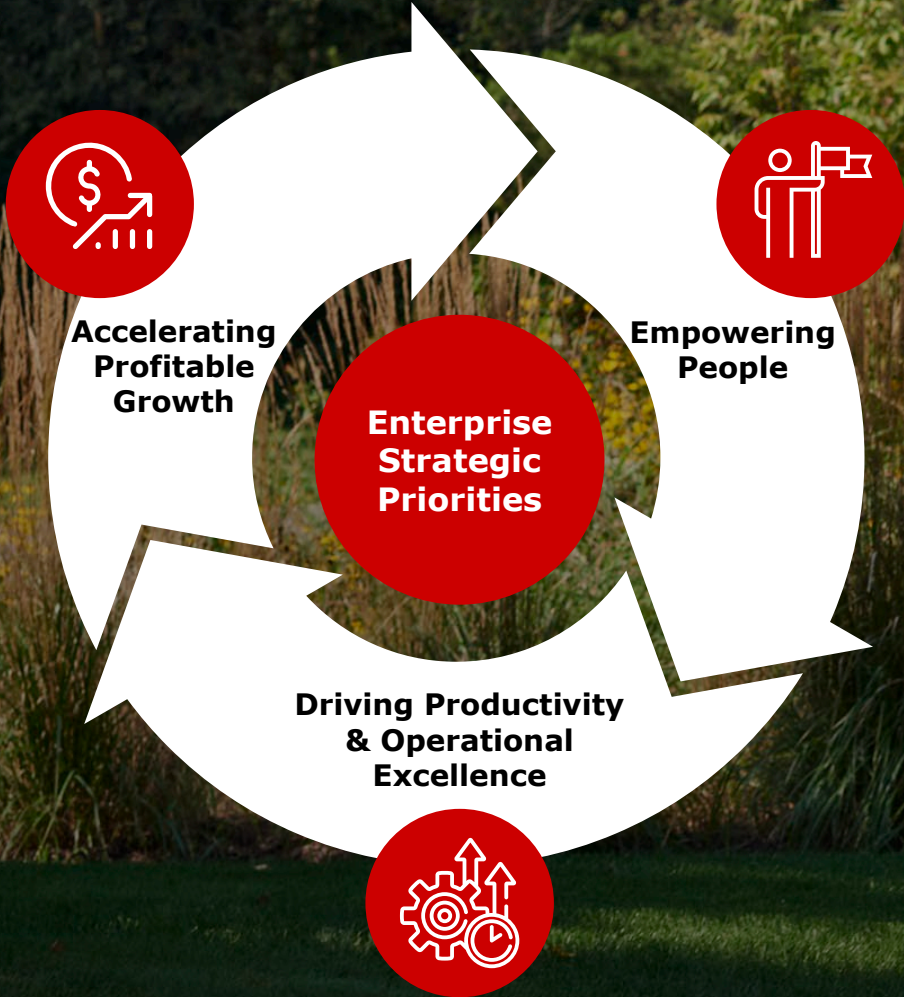 Accelerating
Profitable
Growth
Empowering
People
Enterprise
Strategic
Priorities
Driving Productivity
& Operational
Excellence
$